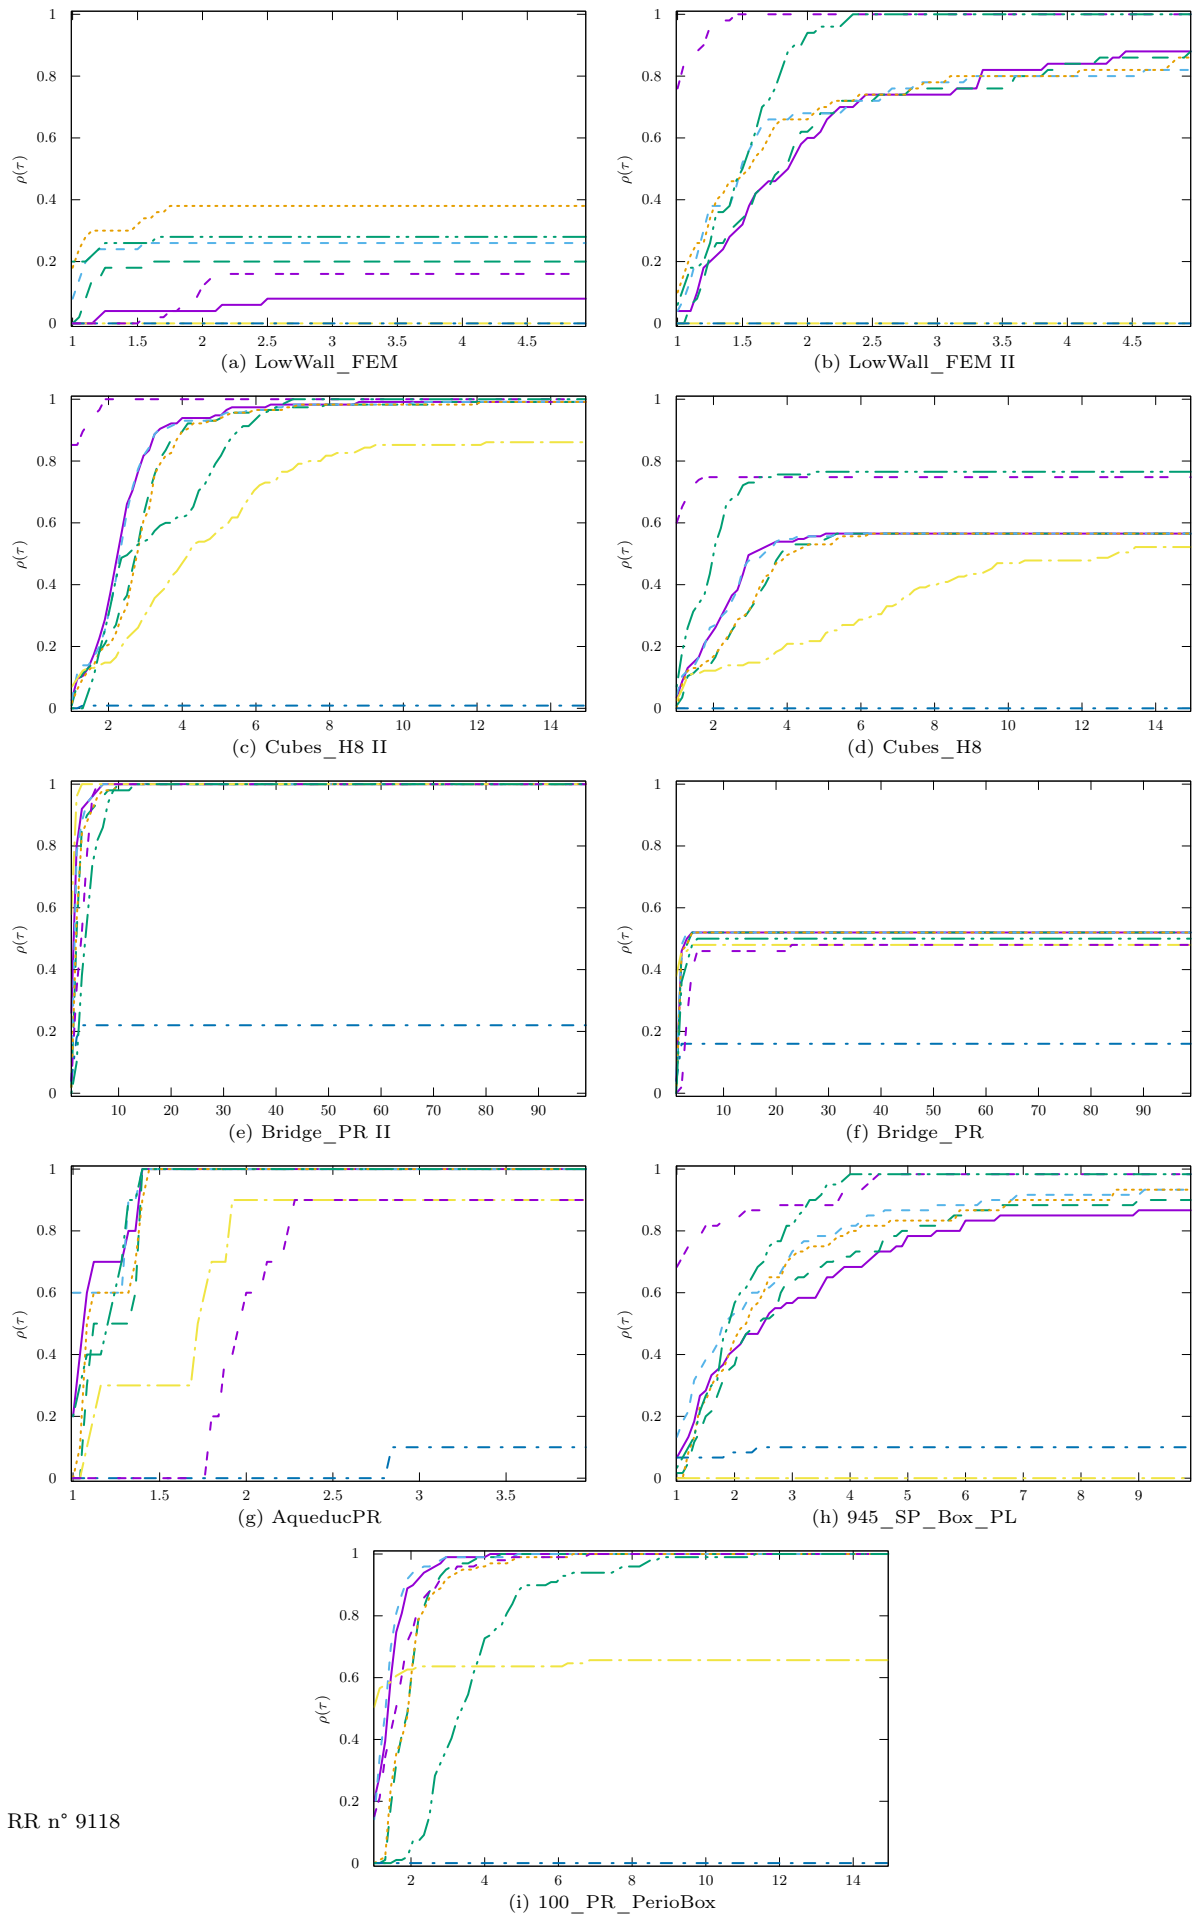 1
0.8
0.6
0.4
0.2
0
ρ(τ)
1 1.5 2 2.5 3 3.5 4 4.5
(a) LowWall_FEM
1
0.8
0.6
0.4
0.2
0
ρ(τ)
1 1.5 2 2.5 3 3.5 4 4.5
(b) LowWall_FEM II
1
0.8
0.6
0.4
0.2
0
ρ(τ)
2 4 6 8 10 12 14
(c) Cubes_H8 II
1
0.8
0.6
0.4
0.2
0
ρ(τ)
2 4 6 8 10 12 14
(d) Cubes_H8
1
0.8
0.6
0.4
0.2
0
ρ(τ)
10 20 30 40 50 60 70 80 90
(e) Bridge_PR II
1
0.8
0.6
0.4
0.2
0
ρ(τ)
10 20 30 40 50 60 70 80 90
(f) Bridge_PR
1
0.8
0.6
0.4
0.2
0
ρ(τ)
1 1.5 2 2.5 3 3.5
(g) AqueducPR
1
0.8
0.6
0.4
0.2
0
ρ(τ)
1 2 3 4 5 6 7 8 9
(h) 945_SP_Box_PL
1
0.8
0.6
0.4
0.2
0
ρ(τ)
2 4 6 8 10 12 14
(i) 100_PR_PerioBox
RR n° 9118